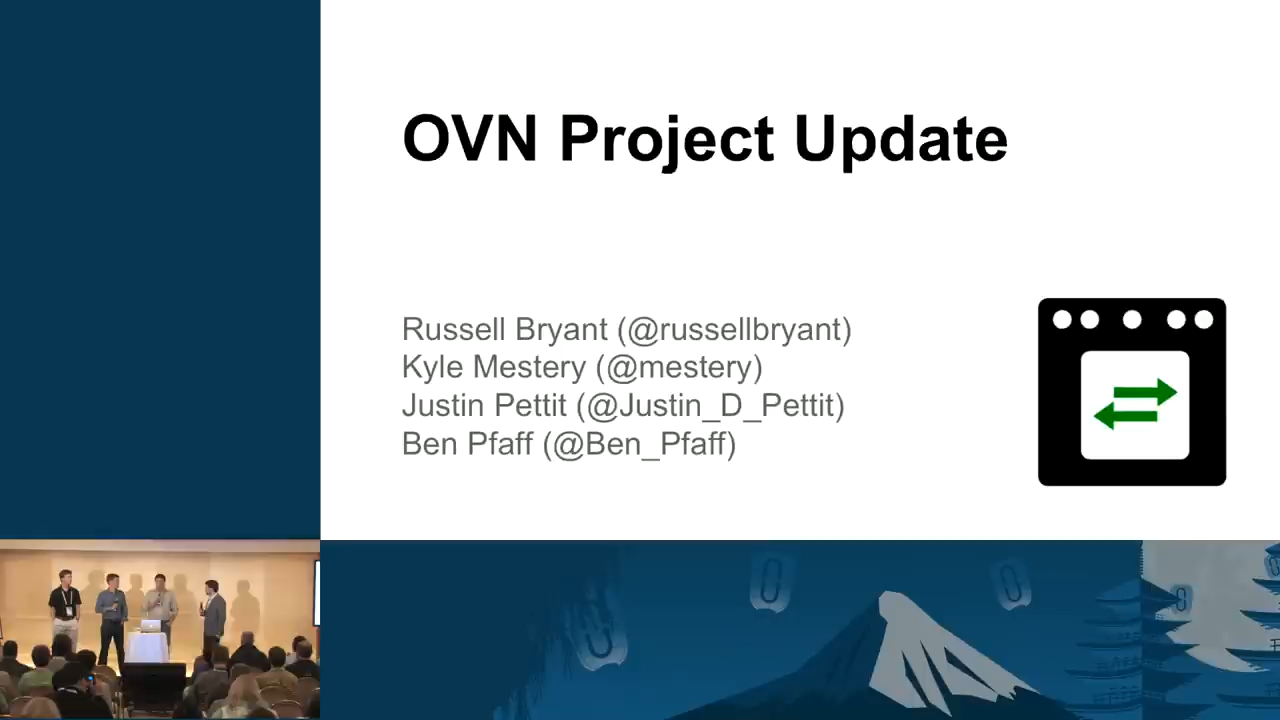 OVN Project Update
Russell Bryant (@russellbryant)
Kyle Mestery (@mestery)
Justin Pettit (@Justin_D_Pettit)
Ben Pfaff (@Ben_Pfaff)